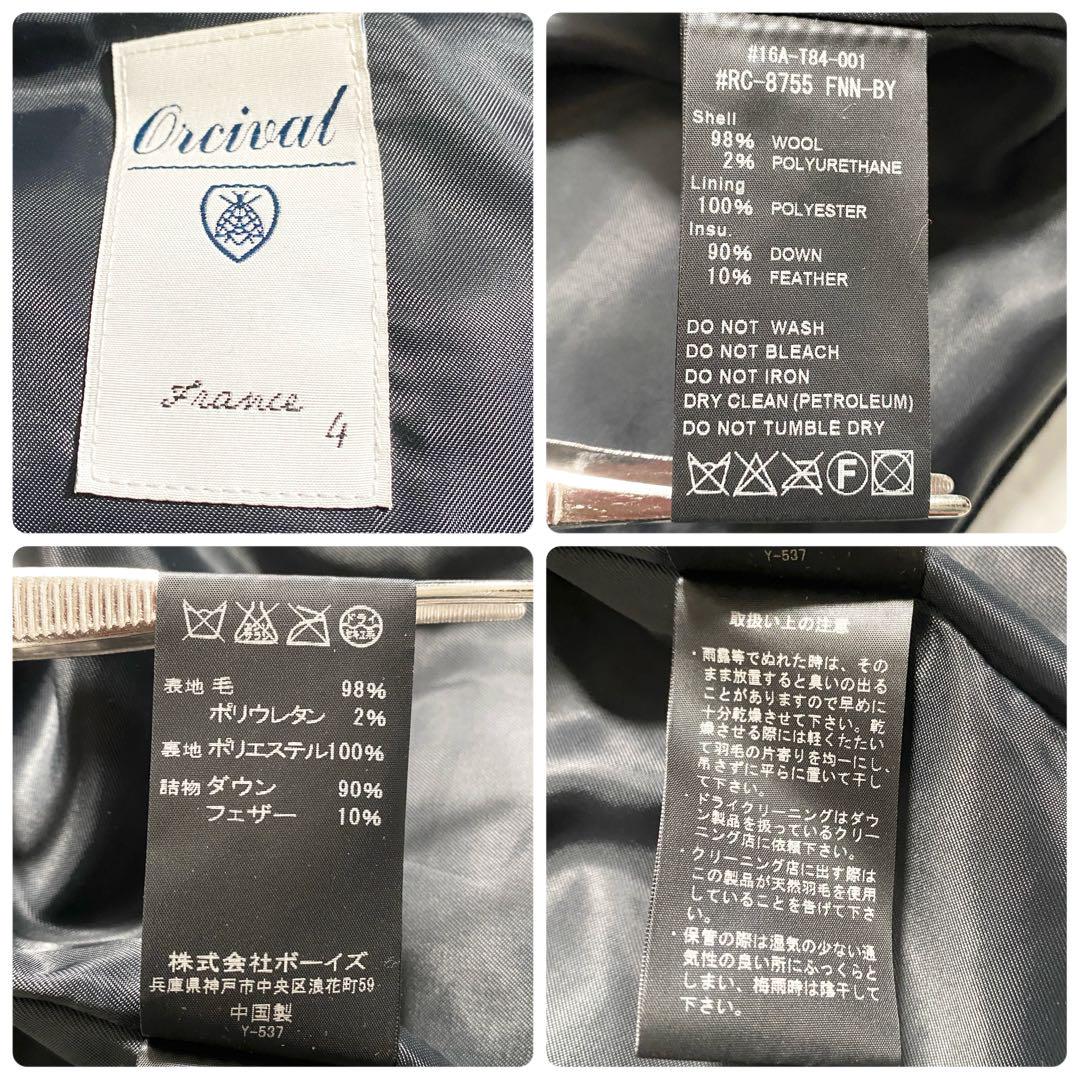 Orcival
France
4
#16A-T84-001
#RC-8755 FNN-BY
Shell
98% WOOL
2% POLYURETHANE
Lining
100% POLYESTER
Insu.
90% DOWN
10% FEATHER
DO NOT WASH
DO NOT BLEACH
DO NOT IRON
DRY CLEAN (PETROLEUM)
DO NOT TUMBLE DRY
F
エンソサラシ
ドライ
セキユ系
表地 毛 98%
ポリウレタン 2%
裏地 ポリエステル100%
詰物 ダウン 90%
フェザー 10%
株式会社ボーイズ
兵庫県神戸市中央区浪花町59
中国製
Y-537
Y-537
取扱い上の注意
・雨露等でぬれた時は、その
まま放置すると臭いの出る
ことがありますので早めに
十分乾燥させて下さい。乾
燥させる際には軽くたたい
て羽毛の片寄りを均一にし、
吊さずに平らに置いて干し
て下さい。
・ドライクリーニングはダウ
ン製品を扱っているクリー
ニング店に依頼下さい。
・クリーニング店に出す際は
この製品が天然羽毛を使用
していることを告げて下さ
い。
・保管の際は湿気の少ない通
気性の良い所にふっくらと
しまい、梅雨時は陰干して
下さい。